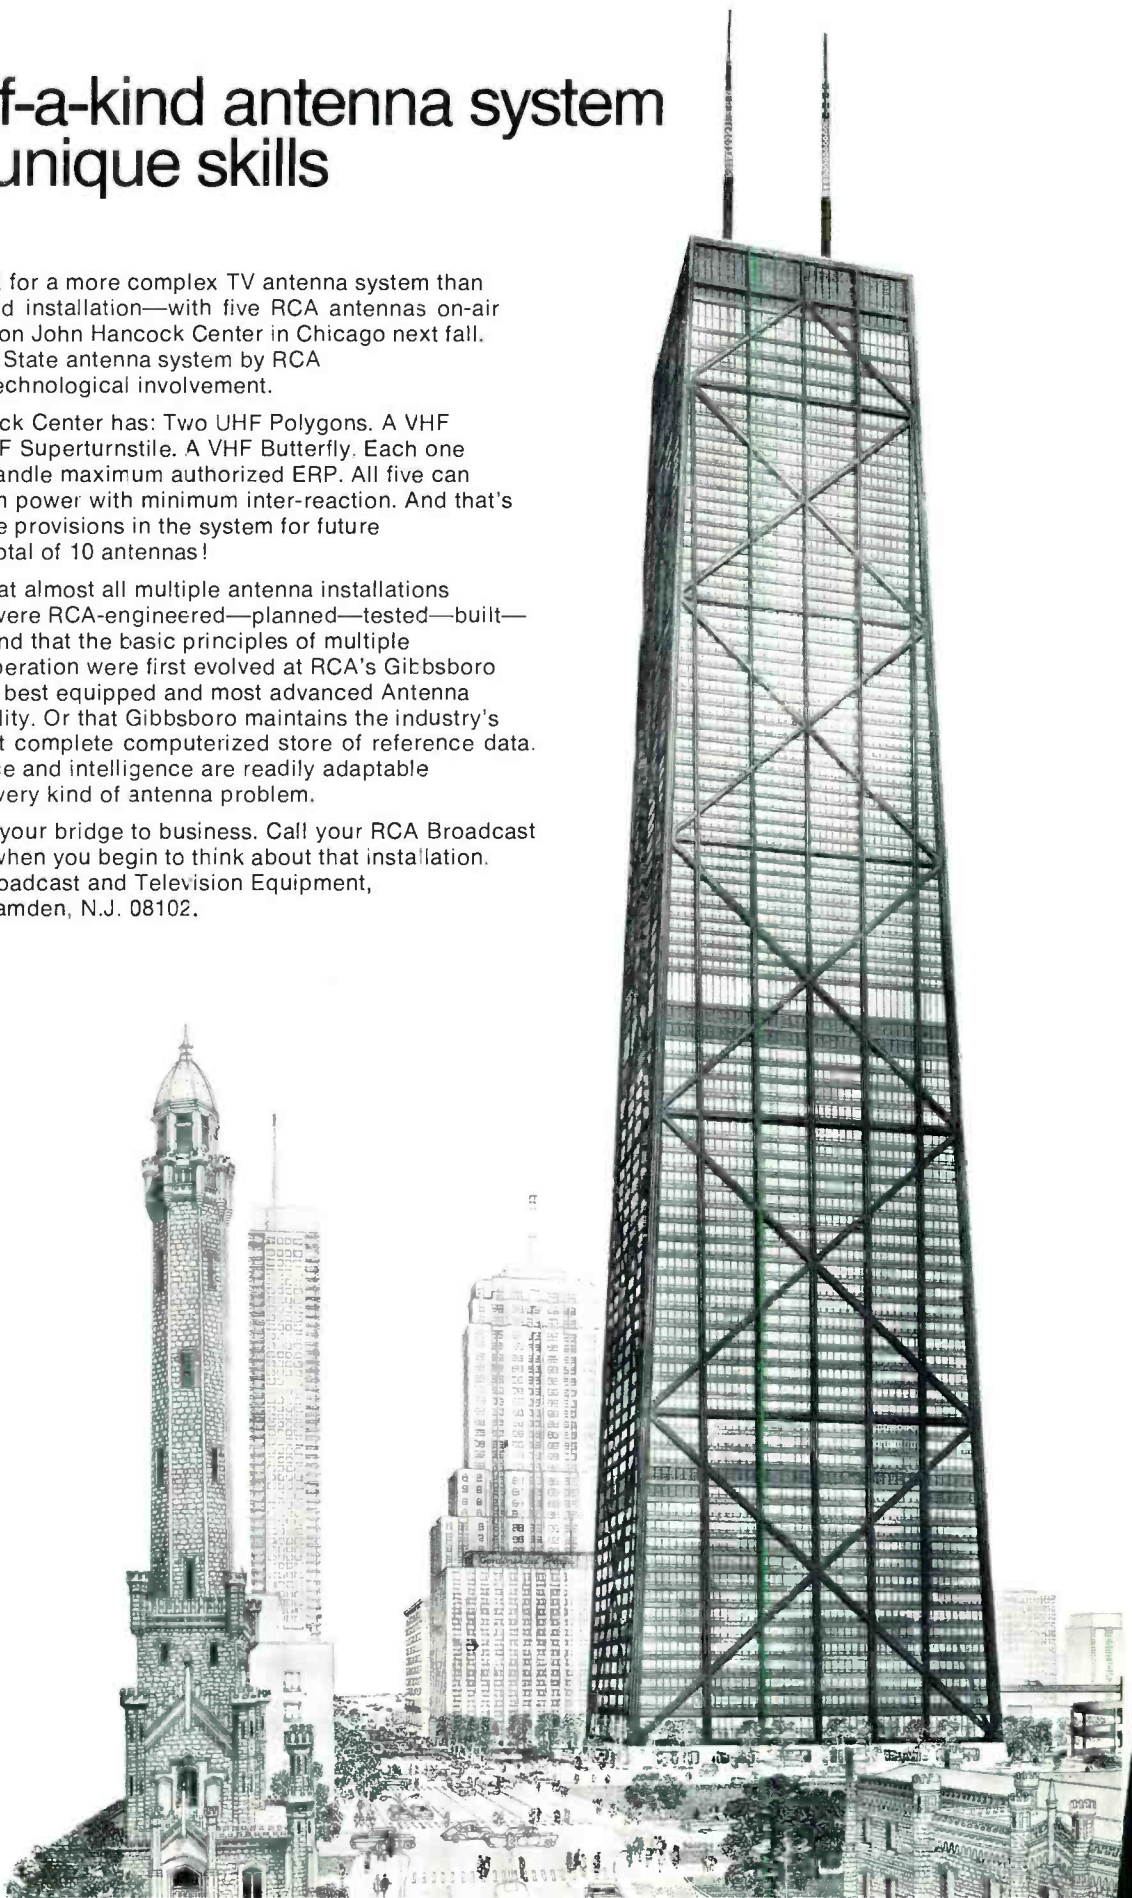 f-a-kind antenna system
unique skills
for a more complex TV antenna system than
d installation—with five RCA antennas on-air
on John Hancock Center in Chicago next fall.
State antenna system by RCA
echnological involvement.
ck Center has: Two UHF Polygons. A VHF
F Superturnstile. A VHF Butterfly. Each one
andle maximum authorized ERP. All five can
n power with minimum inter-reaction. And that's
e provisions in the system for future
otal of 10 antennas!
at almost all multiple antenna installations
were RCA-engineered—planned—tested—built—
nd that the basic principles of multiple
peration were first evolved at RCA's Gibbsboro
best equipped and most advanced Antenna
lity. Or that Gibbsboro maintains the industry's
t complete computerized store of reference data.
ce and intelligence are readily adaptable
very kind of antenna problem.
your bridge to business. Call your RCA Broadcast
when you begin to think about that installation.
oadcast and Television Equipment,
amden, N.J. 08102.